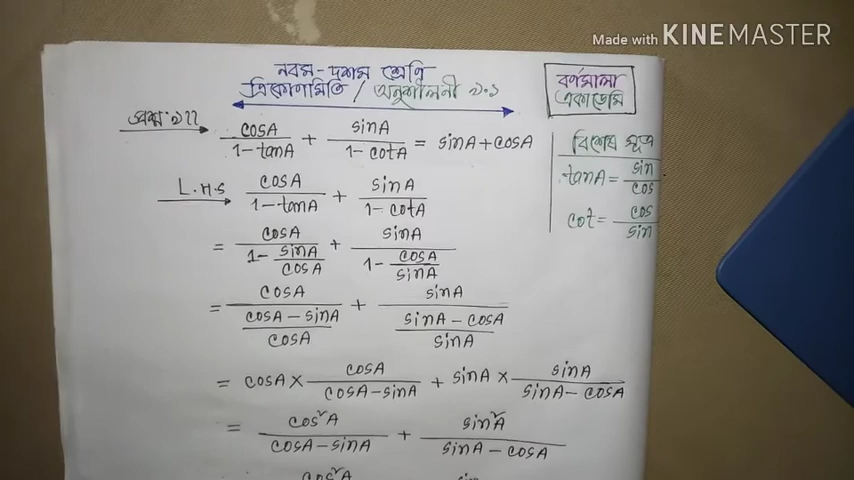 Made with KINEMASTER
নবম-দশম শ্রেণি
ত্রিকোণমিতি / অনুশীলনী ৯.১
বর্ণমালা
একাডেমি
প্রশ্ন: ১১॥ cosA/(1-tanA) + sinA/(1-cotA) = sinA+cosA
বিশেষ সূত্র
tanA = sin/cos
cot = cos/sin
L.H.S cosA/(1-tanA) + sinA/(1-cotA)
= cosA/(1-sinA/cosA) + sinA/(1-cosA/sinA)
= cosA/((cosA-sinA)/cosA) + sinA/((sinA-cosA)/sinA)
= cosA × cosA/(cosA-sinA) + sinA × sinA/(sinA-cosA)
= cos²A/(cosA-sinA) + sin²A/(sinA-cosA)
cos²A